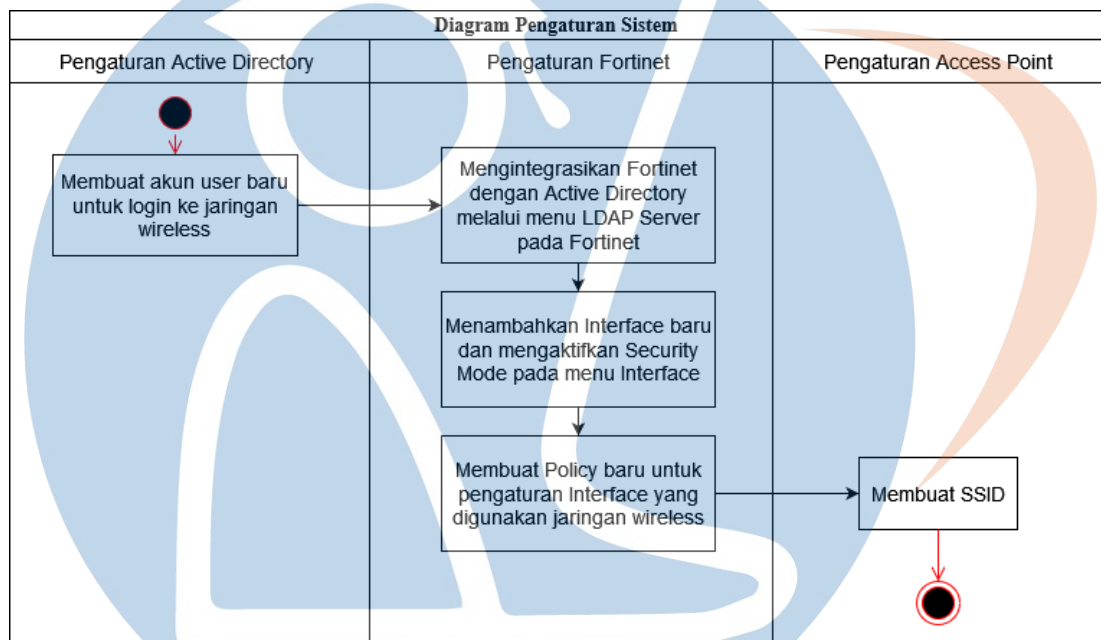 Diagram Pengaturan Sistem
Pengaturan Active Directory
Pengaturan Fortinet
Pengaturan Access Point
Membuat akun user baru
untuk login ke jaringan
wireless
Mengintegrasikan Fortinet
dengan Active Directory
melalui menu LDAP Server
pada Fortinet
Menambahkan Interface baru
dan mengaktifkan Security
Mode pada menu Interface
Membuat Policy baru untuk
pengaturan Interface yang
digunakan jaringan wireless
Membuat SSID